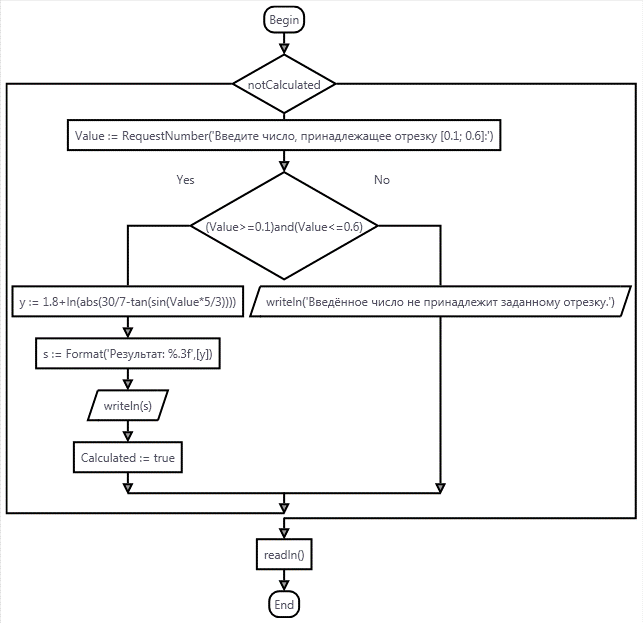 Begin
notCalculated
Value := RequestNumber('Введите число, принадлежащее отрезку [0.1; 0.6]:')
Yes
No
(Value>=0.1)and(Value<=0.6)
y := 1.8+ln(abs(30/7-tan(sin(Value*5/3))))
writeln('Введённое число не принадлежит заданному отрезку.')
s := Format('Результат: %.3f',[y])
writeln(s)
Calculated := true
readln()
End